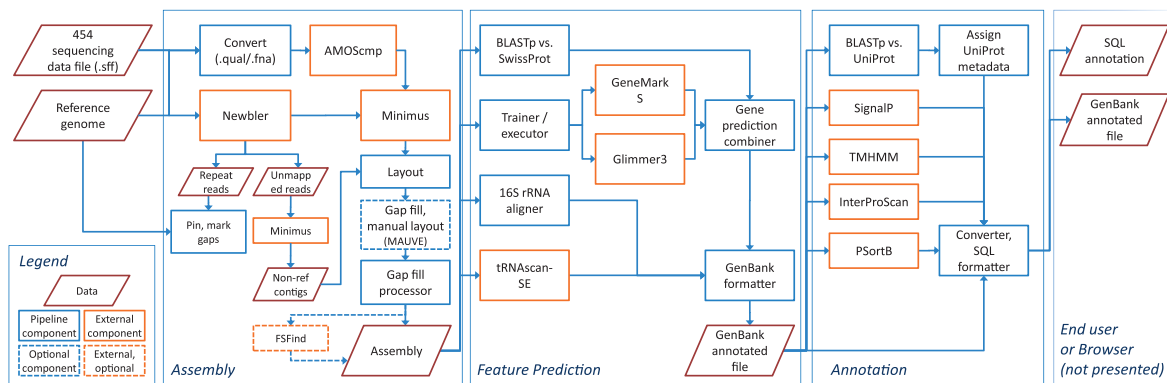 454
sequencing
data file (.sff)
Reference
genome
Legend
Data
Pipeline
component
External
component
Optional
component
External,
optional
Convert
(.qual/.fna)
AMOScmp
Newbler
Minimus
Repeat
reads
Unmapp
ed reads
Layout
Pin, mark
gaps
Minimus
Gap fill,
manual layout
(MAUVE)
Non-ref
contigs
Gap fill
processor
FSFind
Assembly
Assembly
BLASTp vs.
SwissProt
GeneMark
S
Trainer /
executor
Glimmer3
Gene
prediction
combiner
16S rRNA
aligner
tRNAscan-
SE
GenBank
formatter
GenBank
annotated
file
Feature Prediction
BLASTp vs.
UniProt
Assign
UniProt
metadata
SignalP
TMHMM
InterProScan
PSortB
Converter,
SQL
formatter
Annotation
SQL
annotation
GenBank
annotated
file
End user
or Browser
(not presented)